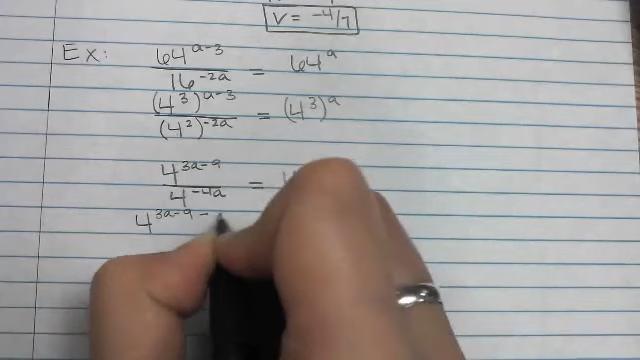 V = -4/7
Ex: 64^(a-3) / 16^(-2a) = 64^a
(4^3)^(a-3) / (4^2)^(-2a) = (4^3)^a
4^(3a-9) / 4^(-4a) =
4^(3a-9-